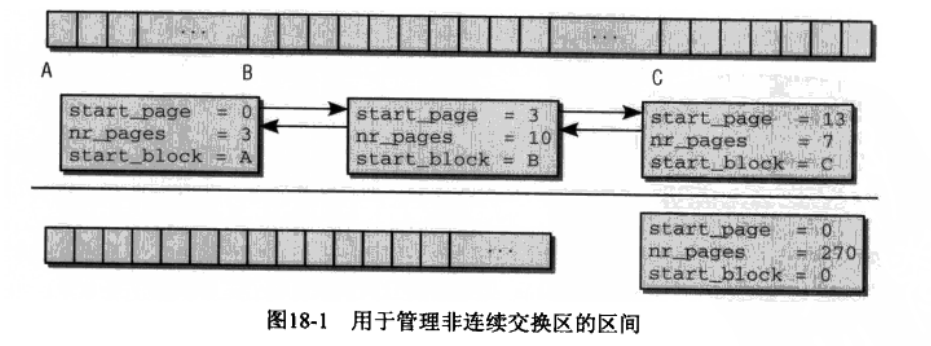 ...
...
A
B
C
start_page = 0
nr_pages = 3
start_block = A
start_page = 3
nr_pages = 10
start_block = B
start_page = 13
nr_pages = 7
start_block = C
...
start_page = 0
nr_pages = 270
start_block = 0
图18-1 用于管理非连续交换区的区间